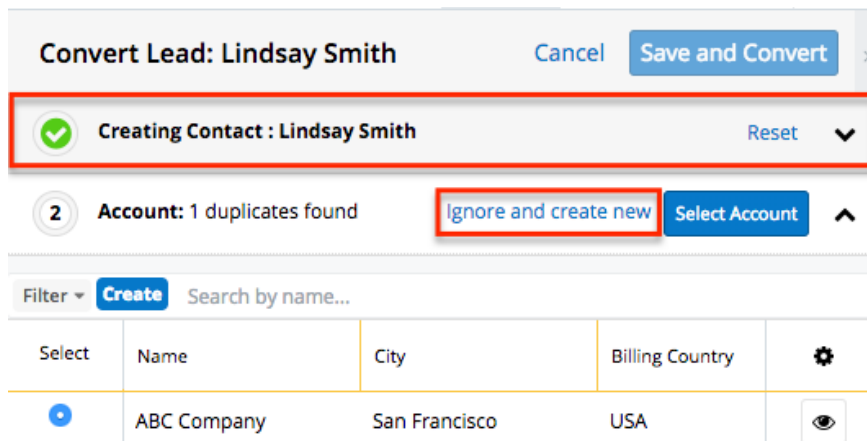 Convert Lead: Lindsay Smith Cancel Save and Convert
Creating Contact : Lindsay Smith Reset
2 Account: 1 duplicates found Ignore and create new Select Account
Filter Create Search by name...
Select Name City Billing Country
ABC Company San Francisco USA